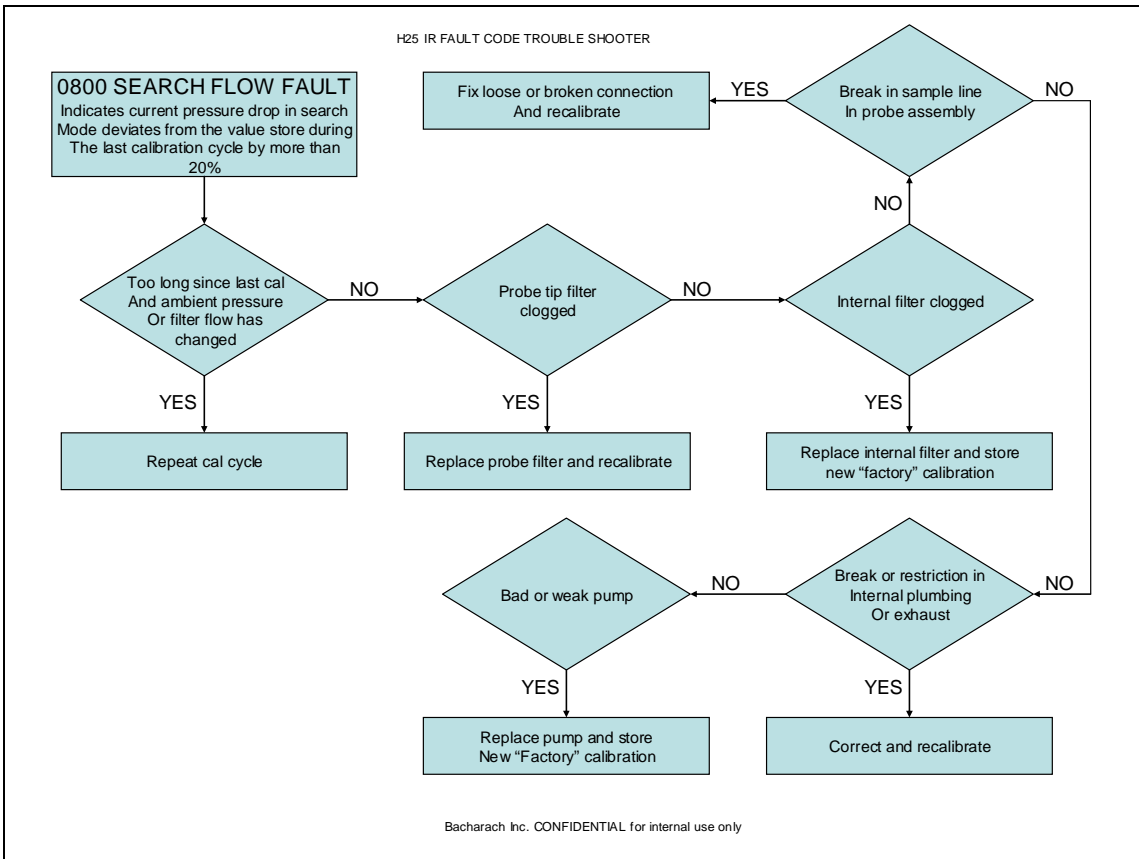 H25 IR FAULT CODE TROUBLE SHOOTER
0800 SEARCH FLOW FAULT
Indicates current pressure drop in search
Mode deviates from the value store during
The last calibration cycle by more than
20%
Fix loose or broken connection
And recalibrate
YES
Break in sample line
In probe assembly
NO
NO
Too long since last cal
And ambient pressure
Or filter flow has
changed
NO
Probe tip filter
clogged
NO
Internal filter clogged
YES
YES
YES
Repeat cal cycle
Replace probe filter and recalibrate
Replace internal filter and store
new “factory” calibration
Bad or weak pump
NO
Break or restriction in
Internal plumbing
Or exhaust
NO
YES
YES
Replace pump and store
New “Factory” calibration
Correct and recalibrate
Bacharach Inc. CONFIDENTIAL for internal use only